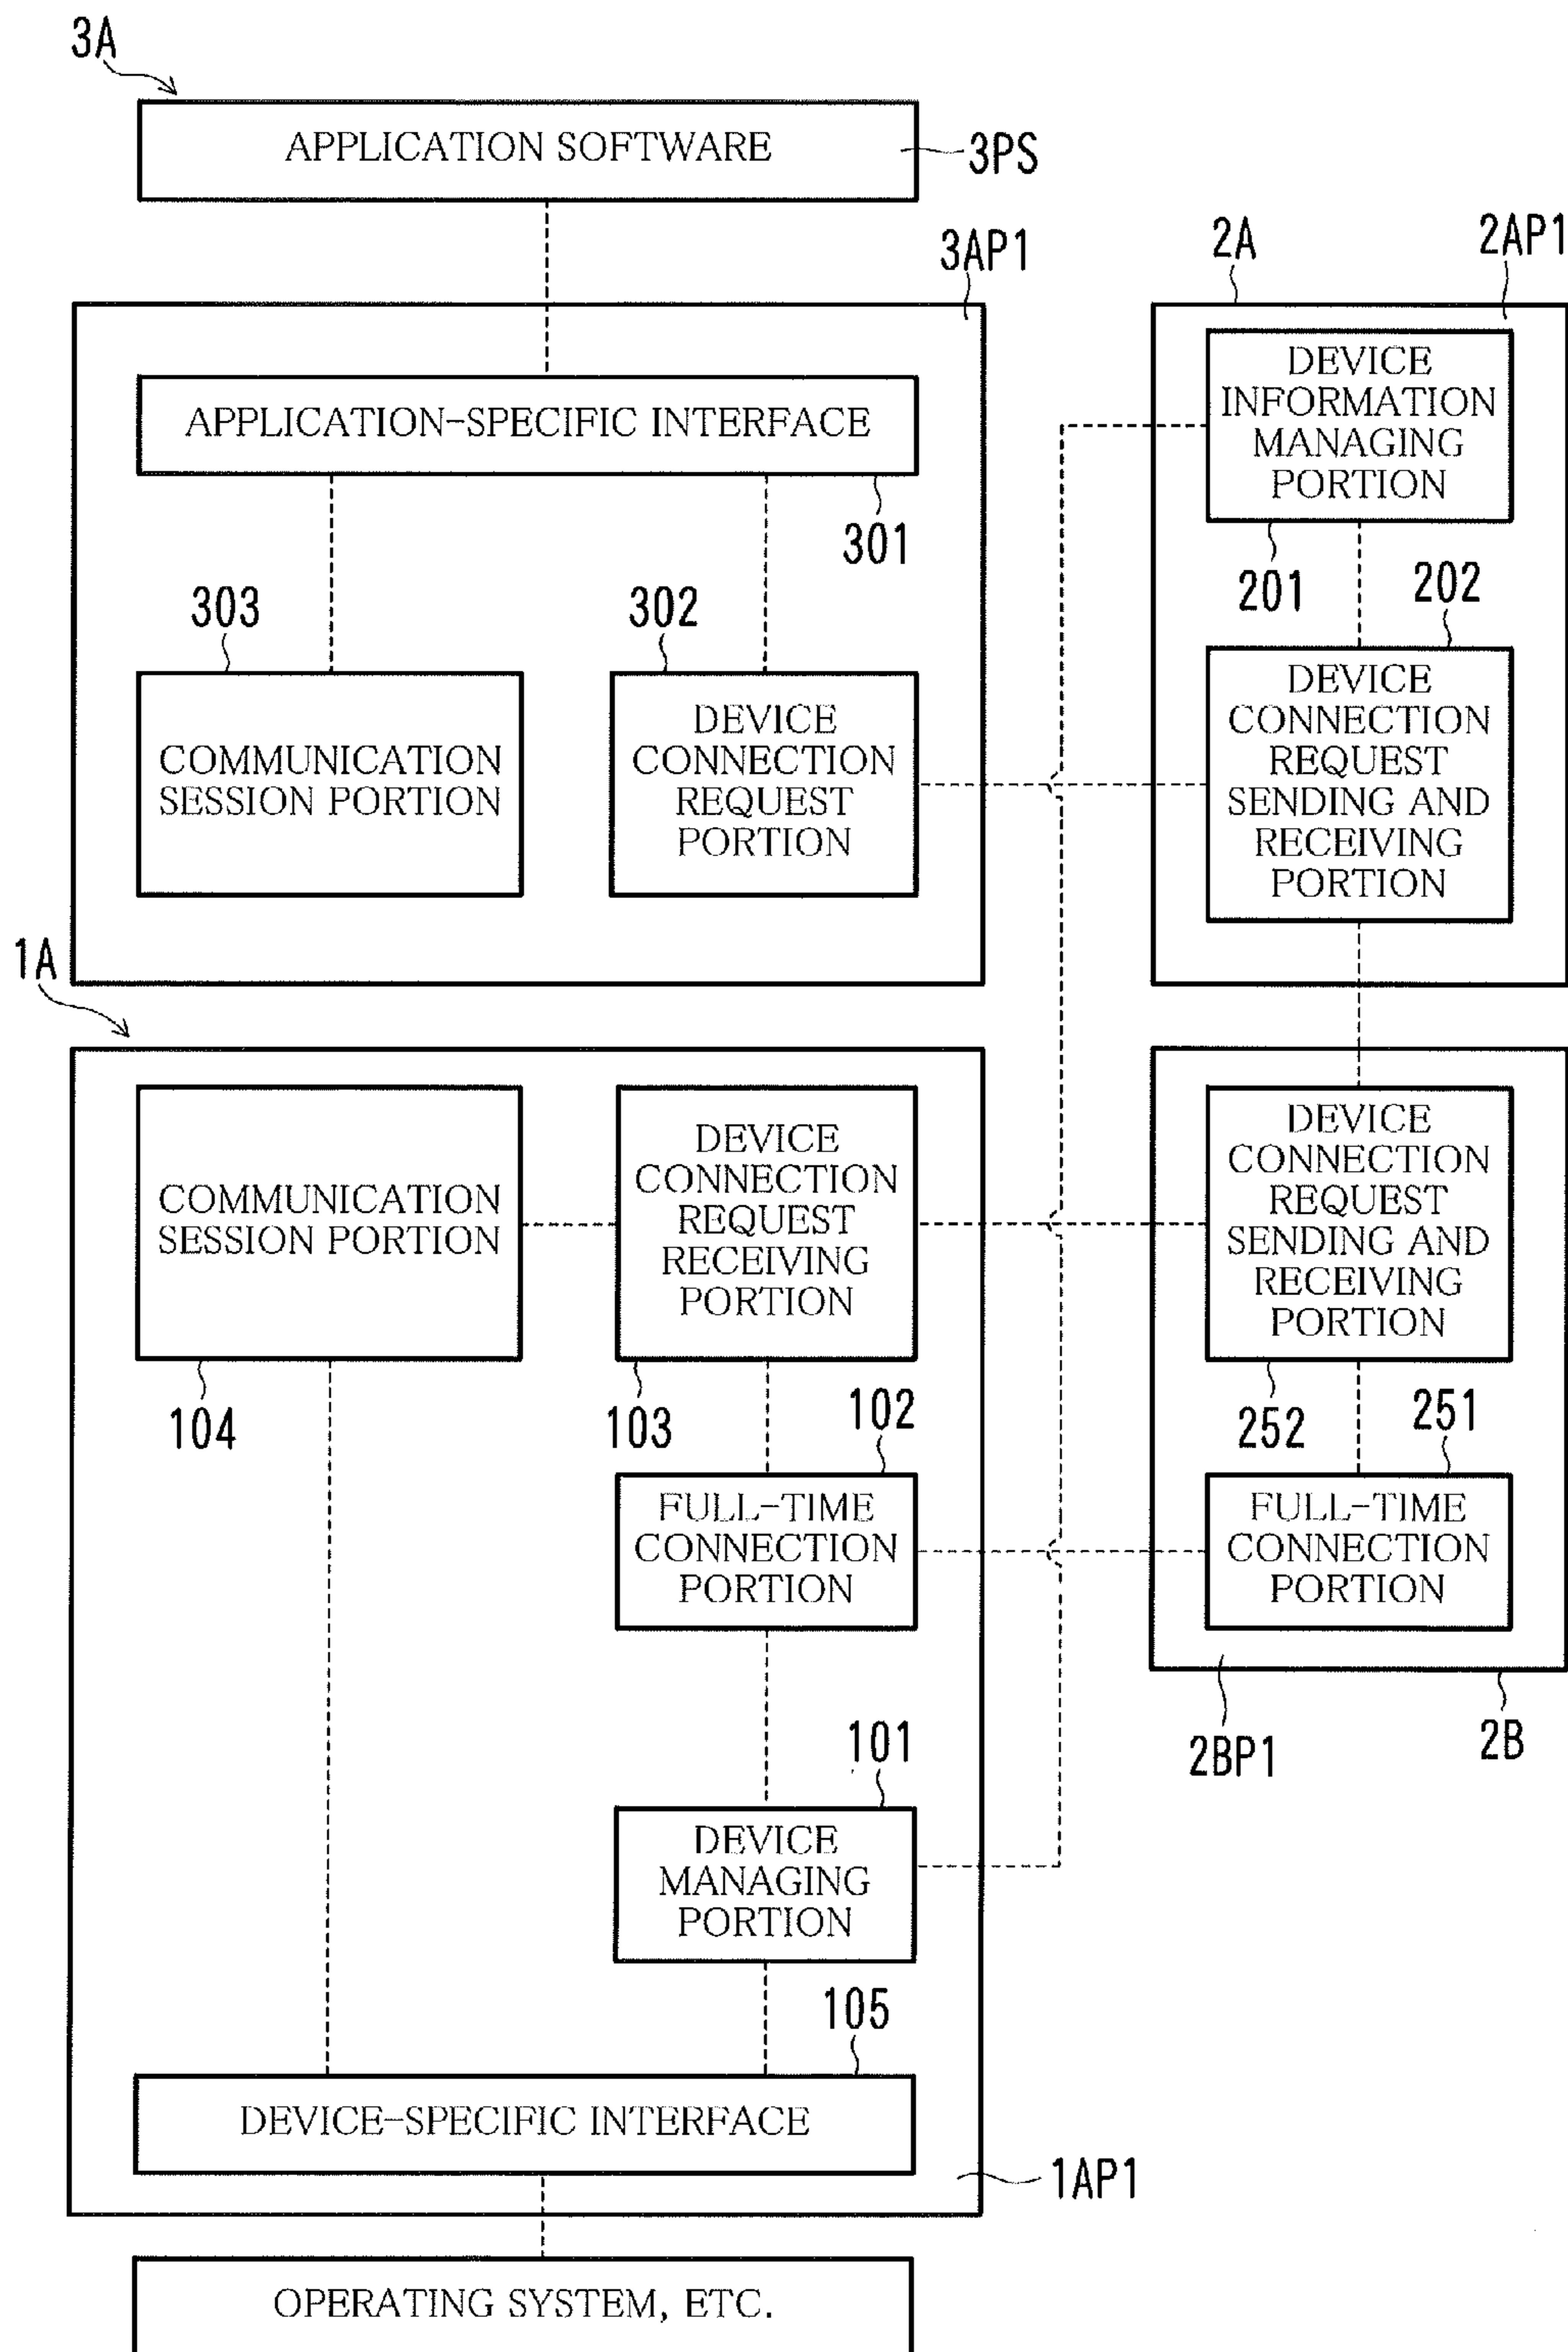 3A
APPLICATION SOFTWARE
3PS
3AP1
2A
2AP1
APPLICATION-SPECIFIC INTERFACE
301
303
302
COMMUNICATION
SESSION PORTION
DEVICE
CONNECTION
REQUEST
PORTION
DEVICE
INFORMATION
MANAGING
PORTION
201
202
DEVICE
CONNECTION
REQUEST
SENDING AND
RECEIVING
PORTION
1A
COMMUNICATION
SESSION PORTION
104
DEVICE
CONNECTION
REQUEST
RECEIVING
PORTION
103
102
FULL-TIME
CONNECTION
PORTION
101
DEVICE
MANAGING
PORTION
105
DEVICE-SPECIFIC INTERFACE
1AP1
DEVICE
CONNECTION
REQUEST
SENDING AND
RECEIVING
PORTION
252
251
FULL-TIME
CONNECTION
PORTION
2BP1
2B
OPERATING SYSTEM, ETC.